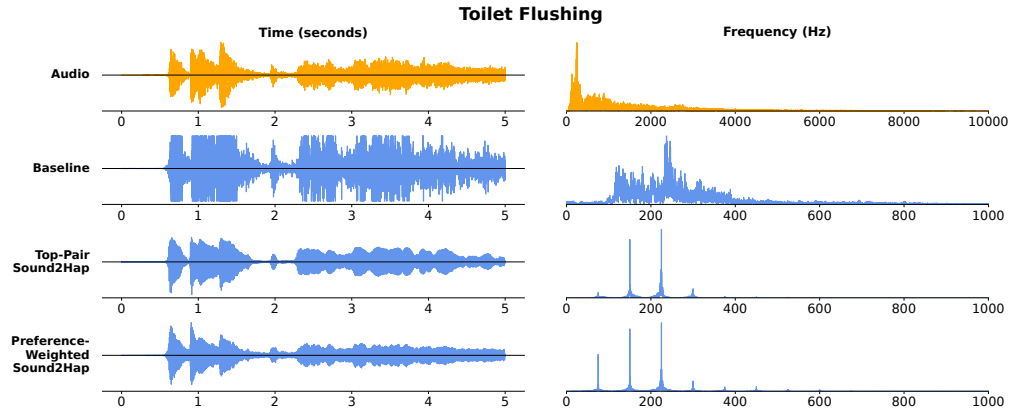 Toilet Flushing
Time (seconds)
Frequency (Hz)
Audio
0 1 2 3 4 5
0 2000 4000 6000 8000 10000
Baseline
0 1 2 3 4 5
0 200 400 600 800 1000
Top-Pair
Sound2Hap
0 1 2 3 4 5
0 200 400 600 800 1000
Preference-
Weighted
Sound2Hap
0 1 2 3 4 5
0 200 400 600 800 1000